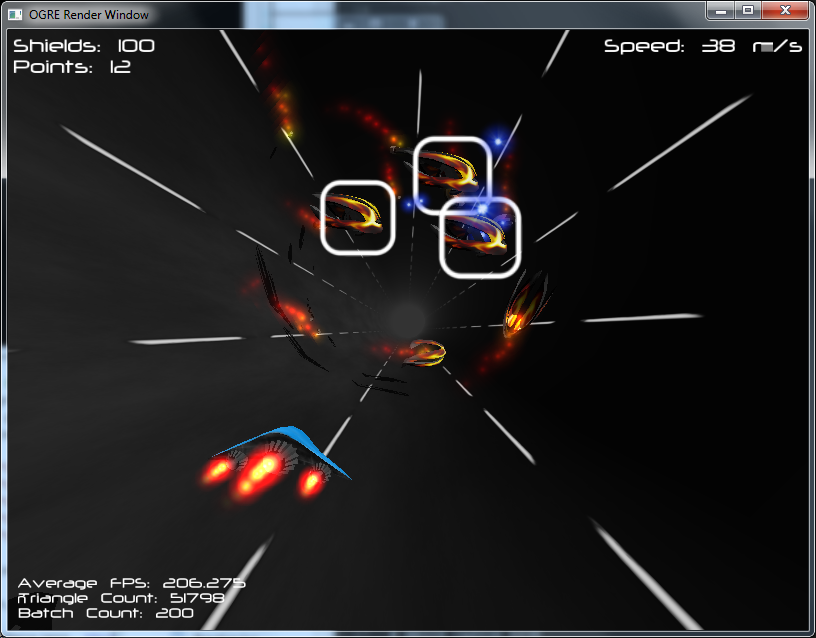 OGRE Render Window
Shields: 100
Points: 12
Speed: 38 m/s
Average FPS: 206.275
Triangle Count: 51798
Batch Count: 200